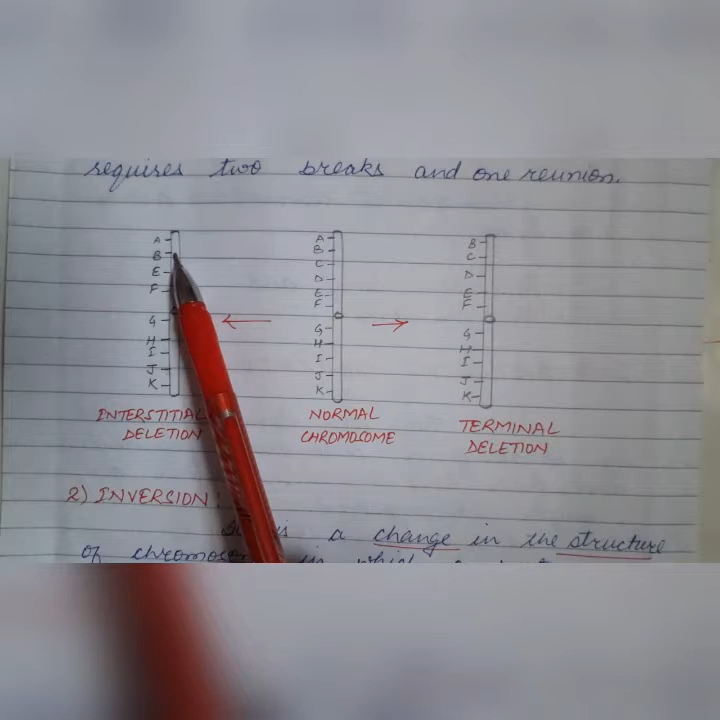 requires two breaks and one reunion.
A
B
E
F
G
H
I
J
K
INTERSTITIAL
DELETION
A
B
C
D
E
F
G
H
I
J
K
NORMAL
CHROMOSOME
B
C
D
E
F
G
H
I
J
K
TERMINAL
DELETION
2) INVERSION:
is a change in the structure
of